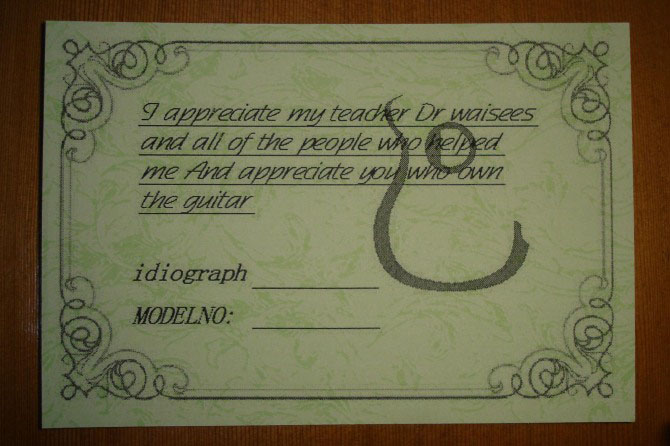 I appreciate my teacher Dr waisees
and all of the people who helped
me And appreciate you who own
the guitar
idiograph
MODELNO: